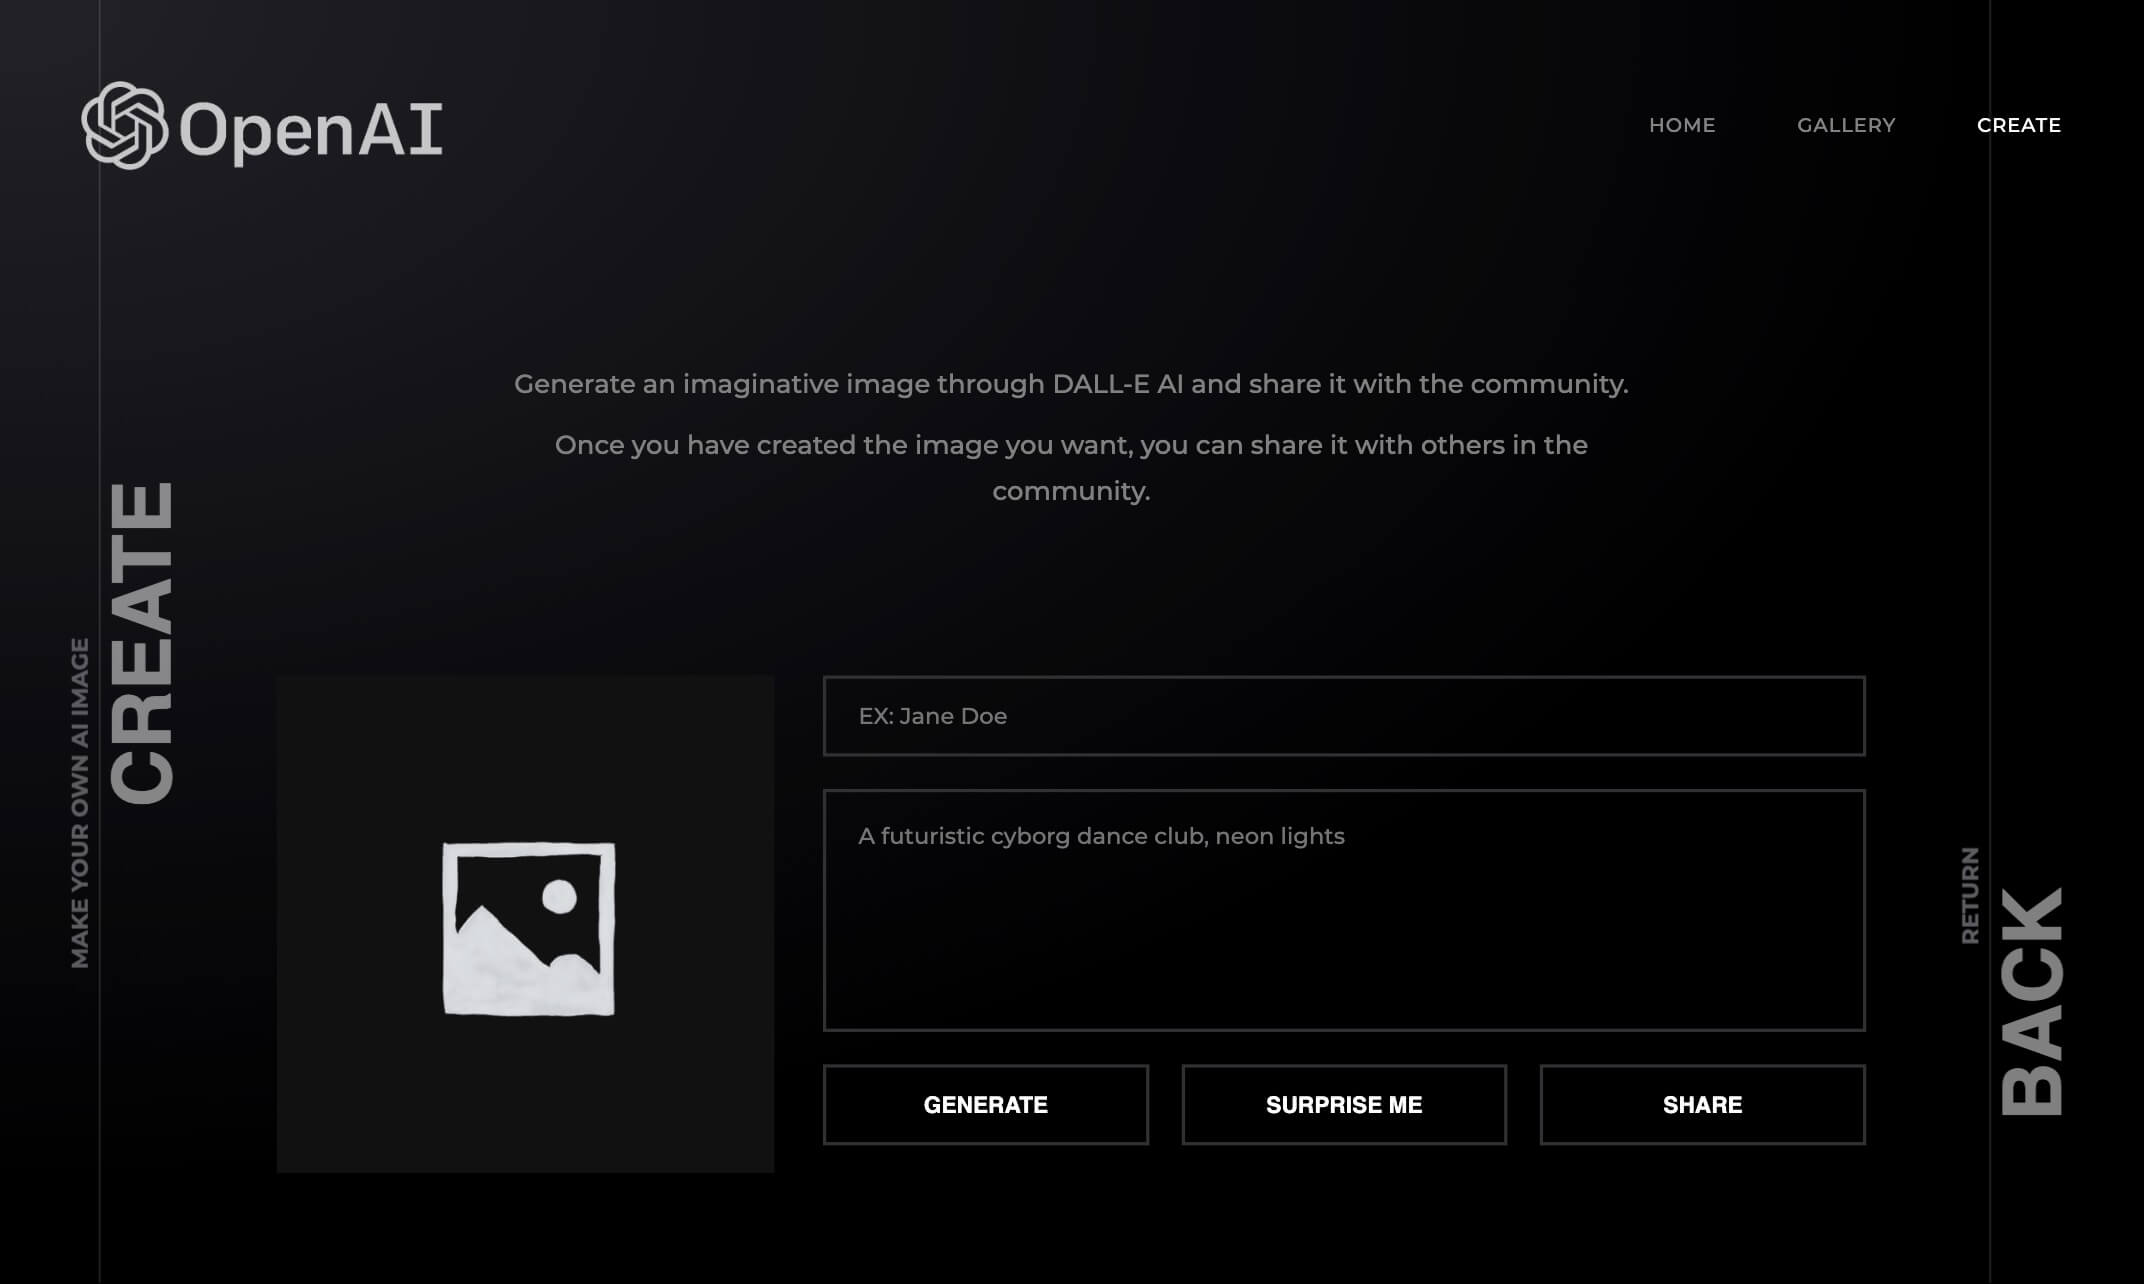 OpenAI
HOME
GALLERY
CREATE
Generate an imaginative image through DALL-E AI and share it with the community.
Once you have created the image you want, you can share it with others in the
community.
MAKE YOUR OWN AI IMAGE
CREATE
EX: Jane Doe
A futuristic cyborg dance club, neon lights
GENERATE
SURPRISE ME
SHARE
RETURN
BACK